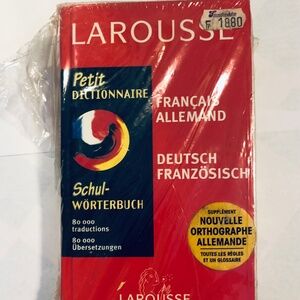 LAROUSSE
F 1880
Petit
DICTIONNAIRE
FRANÇAIS
ALLEMAND
DEUTSCH
FRANZÖSISCH
Schul-
WÖRTERBUCH
80 000
traductions
80 000
Übersetzungen
SUPPLÉMENT
NOUVELLE
ORTHOGRAPHE
ALLEMANDE
TOUTES LES RÈGLES
ET UN GLOSSAIRE
LAROUSSE